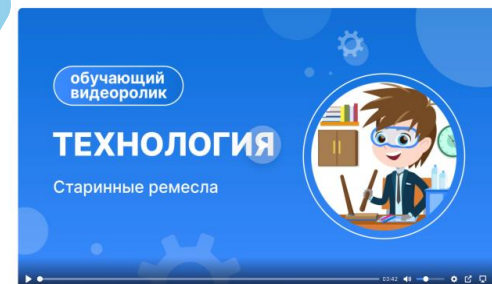 обучающий
видеоролик
ТЕХНОЛОГИЯ
Старинные ремесла
03:42